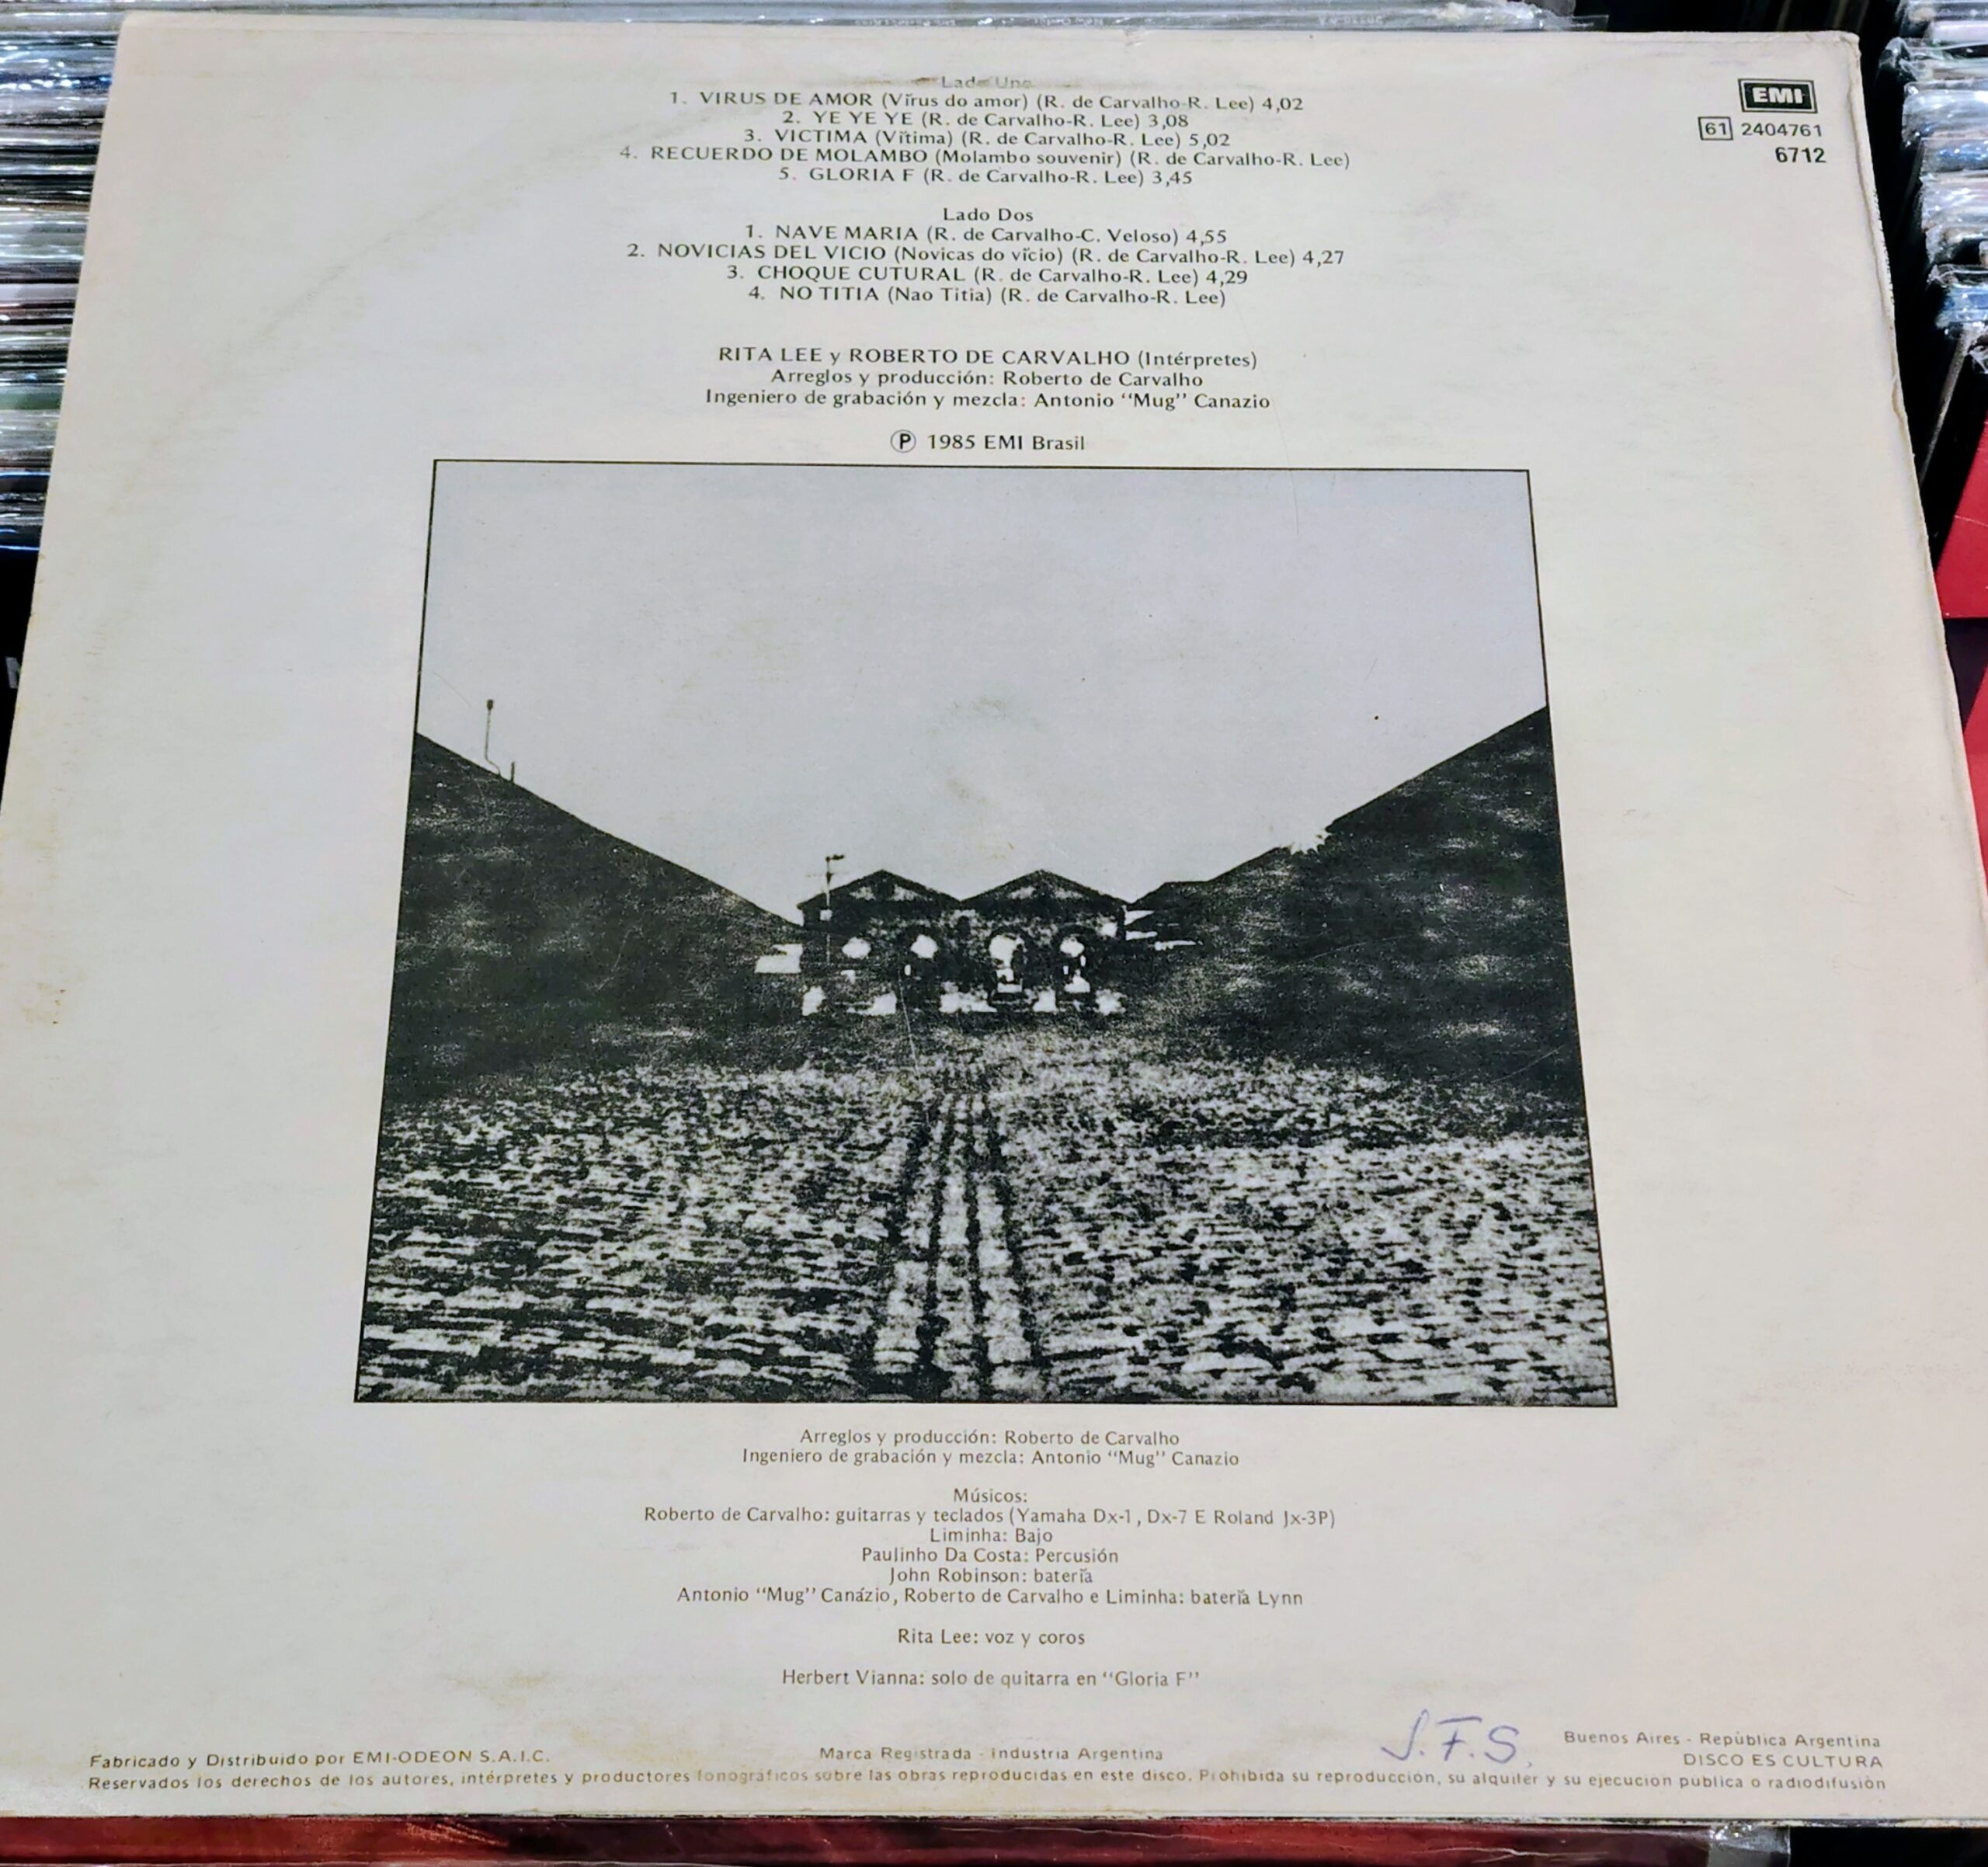 Lado Uno
1. VIRUS DE AMOR (Vírus do amor) (R. de Carvalho-R. Lee) 4,02
2. YE YE YE (R. de Carvalho-R. Lee) 3,08
3. VICTIMA (Vítima) (R. de Carvalho-R. Lee) 5,02
4. RECUERDO DE MOLAMBO (Molambo souvenir) (R. de Carvalho-R. Lee)
5. GLORIA F (R. de Carvalho-R. Lee) 3,45
EMI
61 2404761
6712
Lado Dos
1. NAVE MARIA (R. de Carvalho-C. Veloso) 4,55
2. NOVICIAS DEL VICIO (Novicas do vício) (R. de Carvalho-R. Lee) 4,27
3. CHOQUE CUTURAL (R. de Carvalho-R. Lee) 4,29
4. NO TITIA (Nao Titia) (R. de Carvalho-R. Lee)
RITA LEE y ROBERTO DE CARVALHO (Intérpretes)
Arreglos y producción: Roberto de Carvalho
Ingeniero de grabación y mezcla: Antonio “Mug” Canazio
Ⓟ 1985 EMI Brasil
Arreglos y producción: Roberto de Carvalho
Ingeniero de grabación y mezcla: Antonio “Mug” Canazio
Músicos:
Roberto de Carvalho: guitarras y teclados (Yamaha Dx-1, Dx-7 E Roland Jx-3P)
Liminha: Bajo
Paulinho Da Costa: Percusión
John Robinson: batería
Antonio “Mug” Canázio, Roberto de Carvalho e Liminha: batería Lynn
Rita Lee: voz y coros
Herbert Vianna: solo de quitarra en “Gloria F”
J.F.S.
Fabricado y Distribuido por EMI-ODEON S.A.I.C.
Marca Registrada - Industria Argentina
Buenos Aires - República Argentina
DISCO ES CULTURA
Reservados los derechos de los autores, intérpretes y productores fonográficos sobre las obras reproducidas en este disco. Prohibida su reproducción, su alquiler y su ejecucion publica o radiodifusión